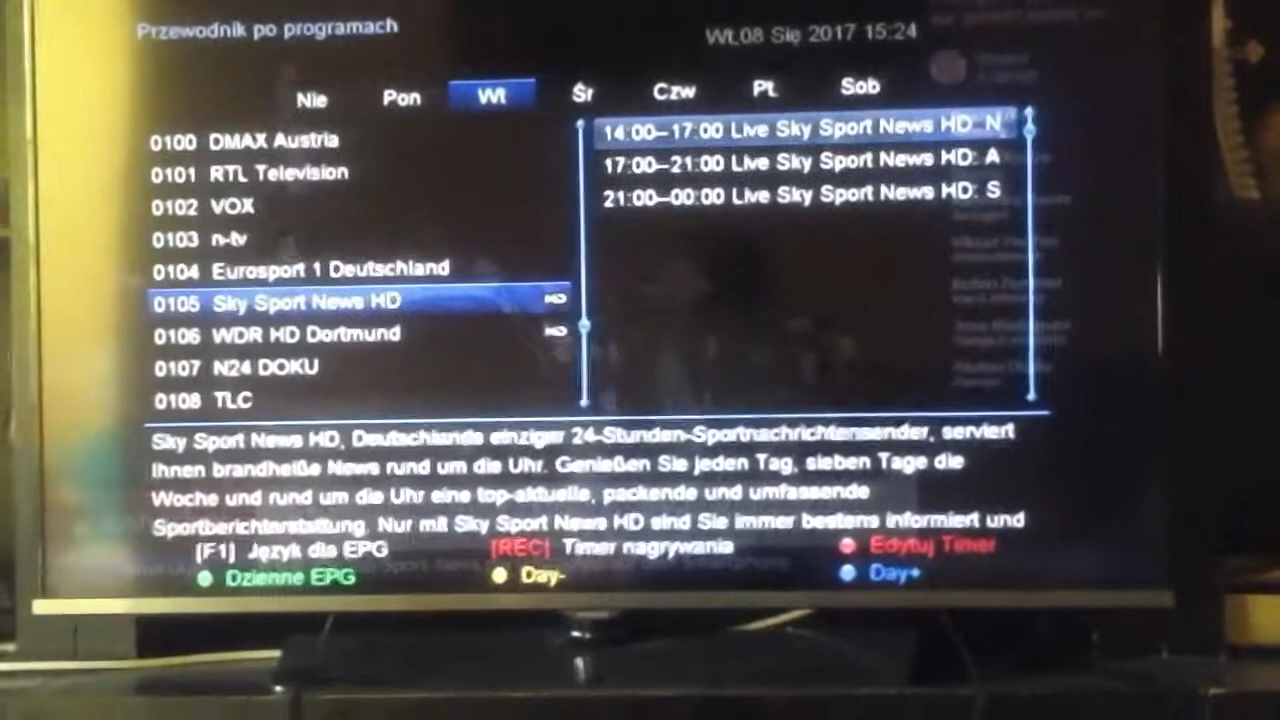 Przewodnik po programach
Wt.08 Się 2017 15:24
Nie Pon Wt Śr Czw Pt. Sob
0100 DMAX Austria
0101 RTL Television
0102 VOX
0103 n-tv
0104 Eurosport 1 Deutschland
0105 Sky Sport News HD HD
0106 WDR HD Dortmund HD
0107 N24 DOKU
0108 TLC
14:00–17:00 Live Sky Sport News HD: N
17:00–21:00 Live Sky Sport News HD: A
21:00–00:00 Live Sky Sport News HD: S
Sky Sport News HD, Deutschlands einziger 24-Stunden-Sportnachrichtensender, serviert
Ihnen brandheiße News rund um die Uhr. Genießen Sie jeden Tag, sieben Tage die
Woche und rund um die Uhr eine top-aktuelle, packende und umfassende
Sportberichterstattung. Nur mit Sky Sport News HD sind Sie immer bestens informiert und
[F1] Język dla EPG [REC] Timer nagrywania Edytuj Timer
Dzienne EPG Day- Day+